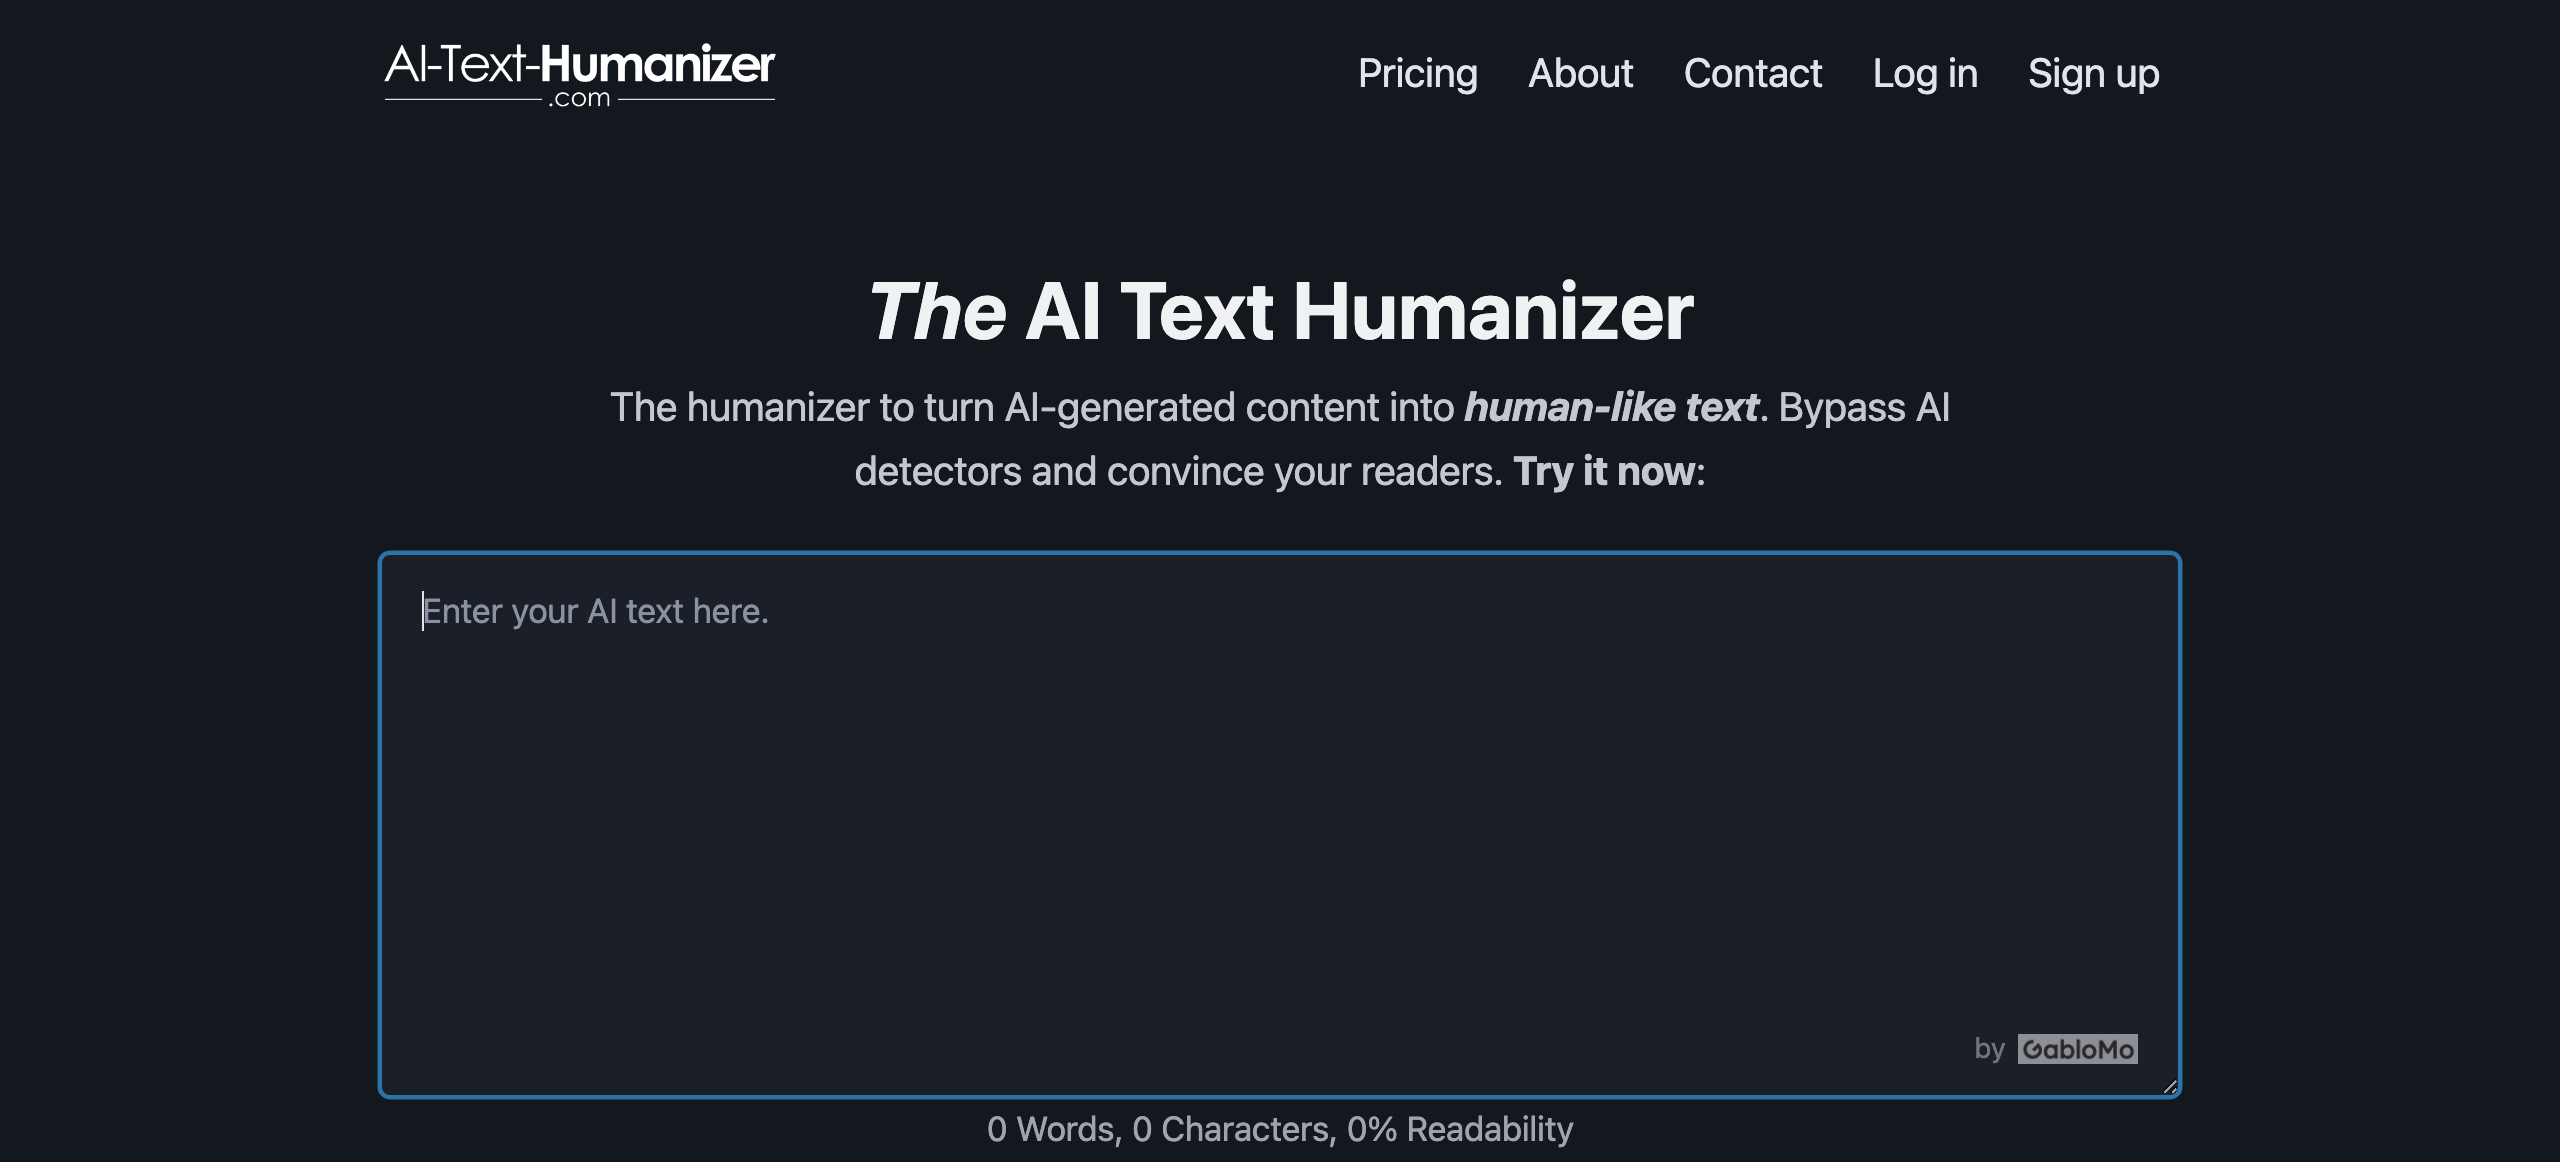 AI-Text-Humanizer
.com
Pricing About Contact Log in Sign up
The AI Text Humanizer
The humanizer to turn AI-generated content into human-like text. Bypass AI
detectors and convince your readers. Try it now:
Enter your AI text here.
by GabloMo
0 Words, 0 Characters, 0% Readability